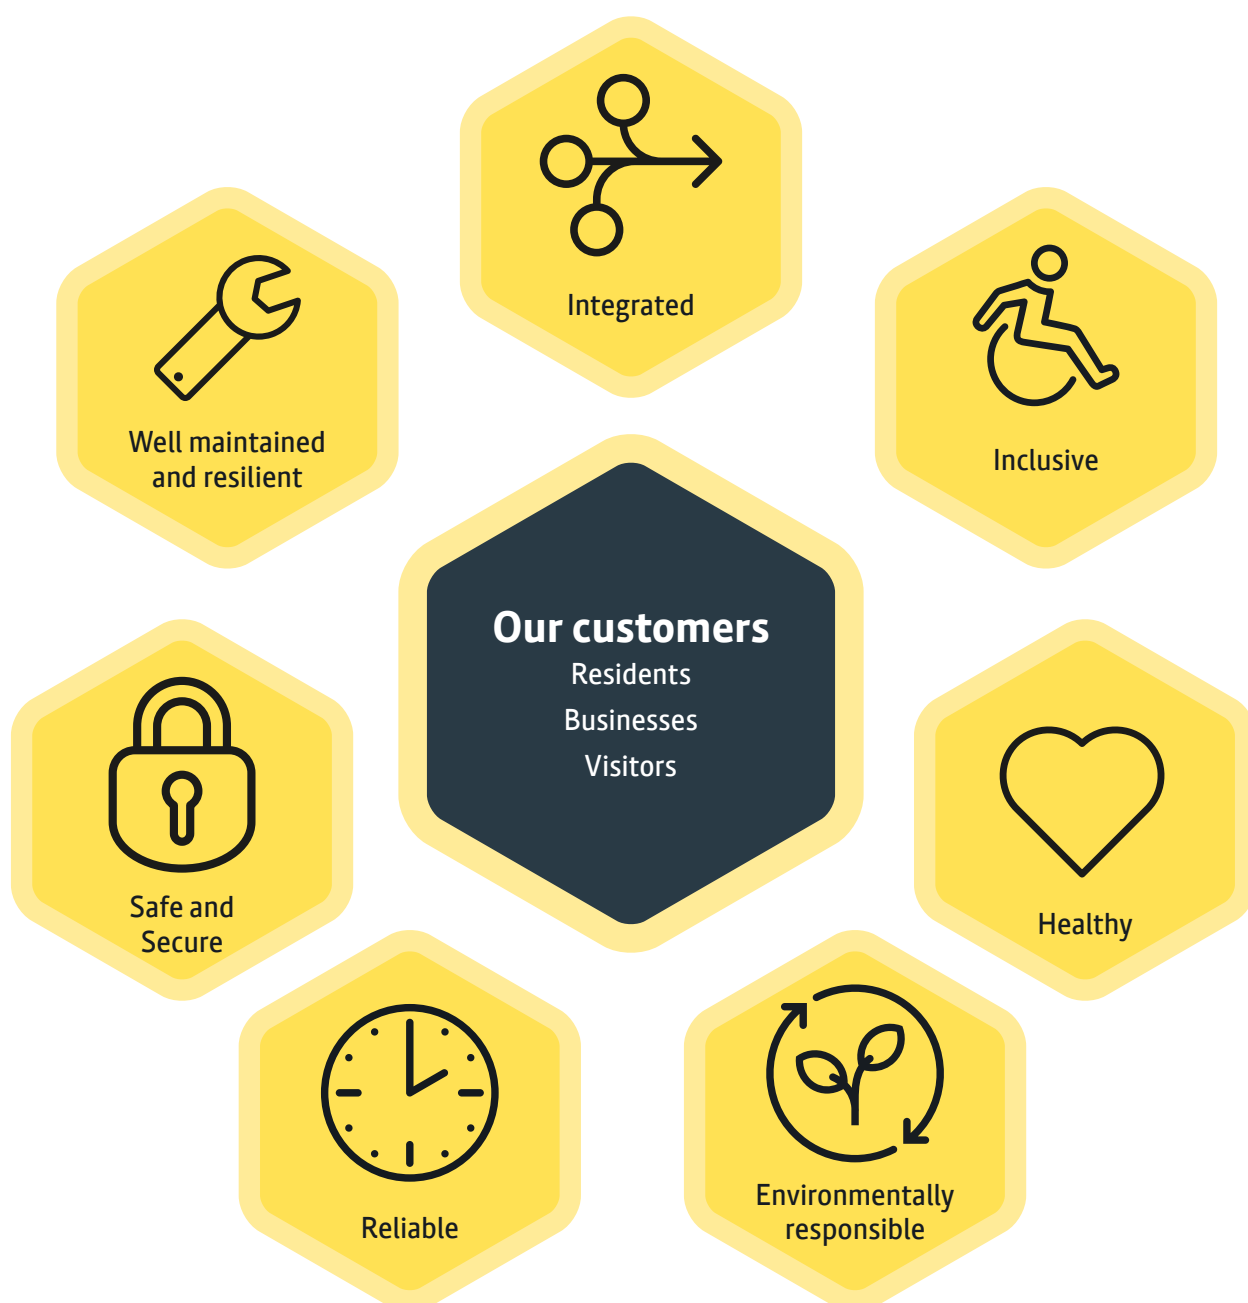 Integrated
Well maintained
and resilient
Inclusive
Our customers
Residents
Businesses
Visitors
Safe and
Secure
Healthy
Reliable
Environmentally
responsible